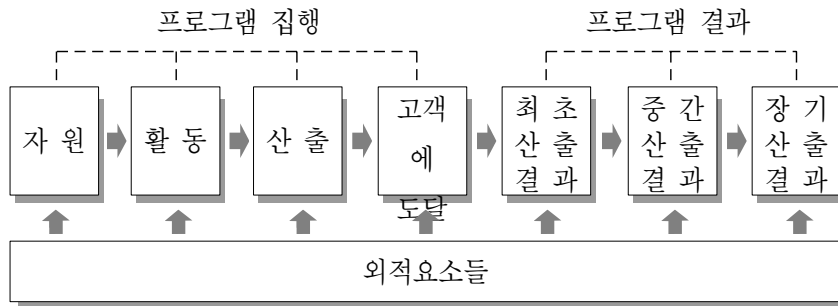 프로그램 집행
프로그램 결과
자 원
활 동
산 출
고객
에
도달
최 초
산 출
결 과
중 간
산 출
결 과
장 기
산 출
결 과
외적요소들